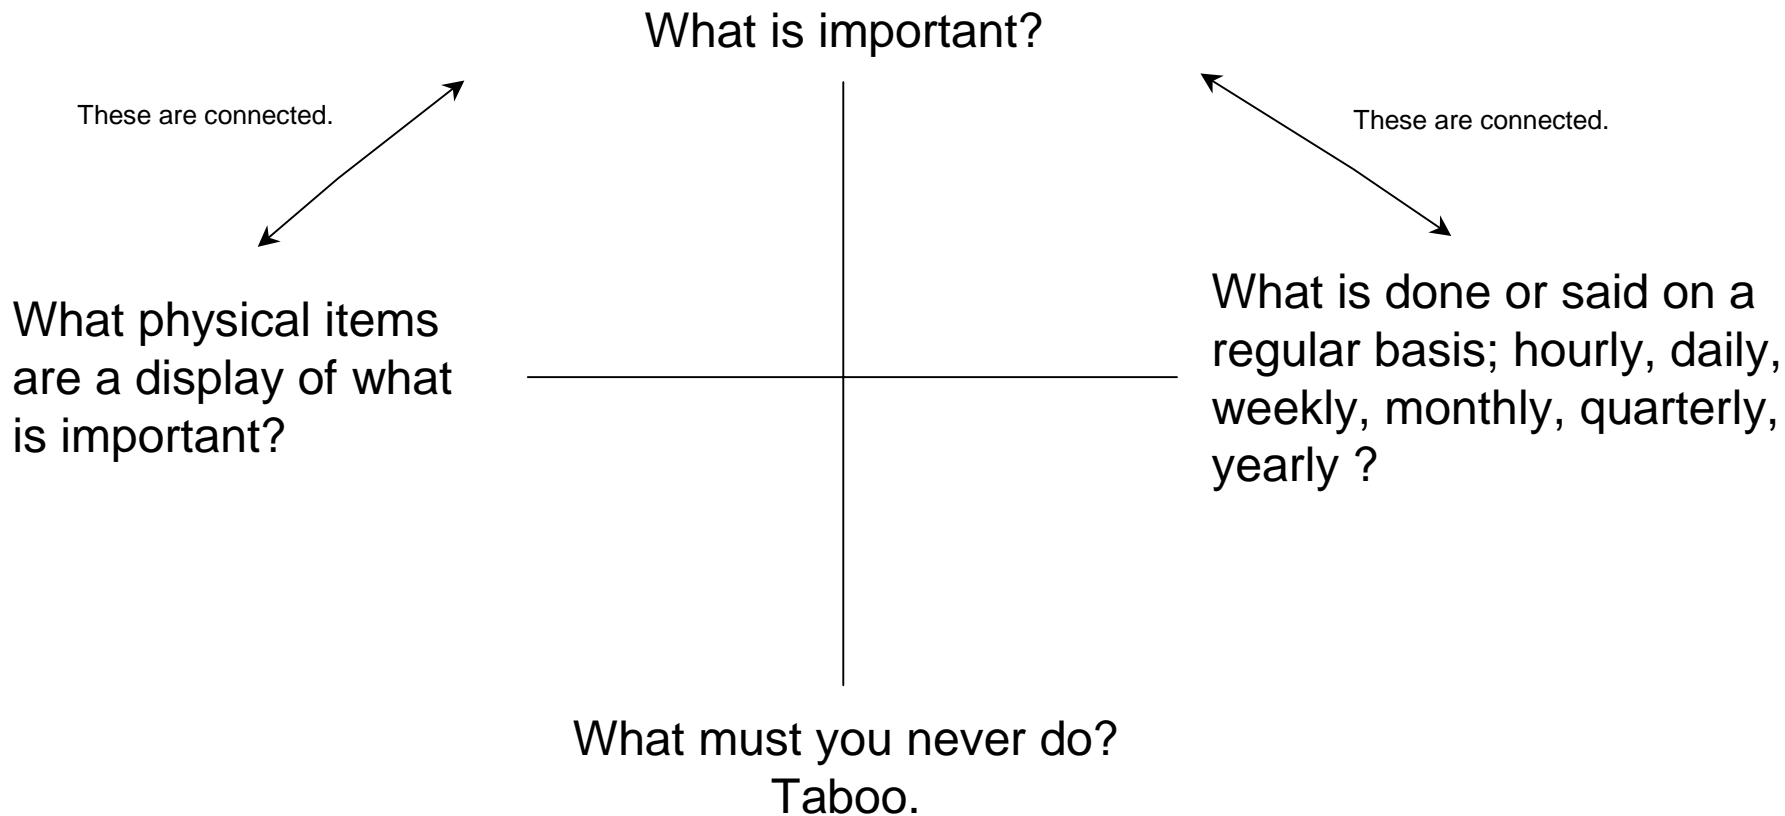 What is important?
These are connected.
These are connected.
What physical items
are a display of what
is important?
What is done or said on a
regular basis; hourly, daily,
weekly, monthly, quarterly,
yearly ?
What must you never do?
Taboo.